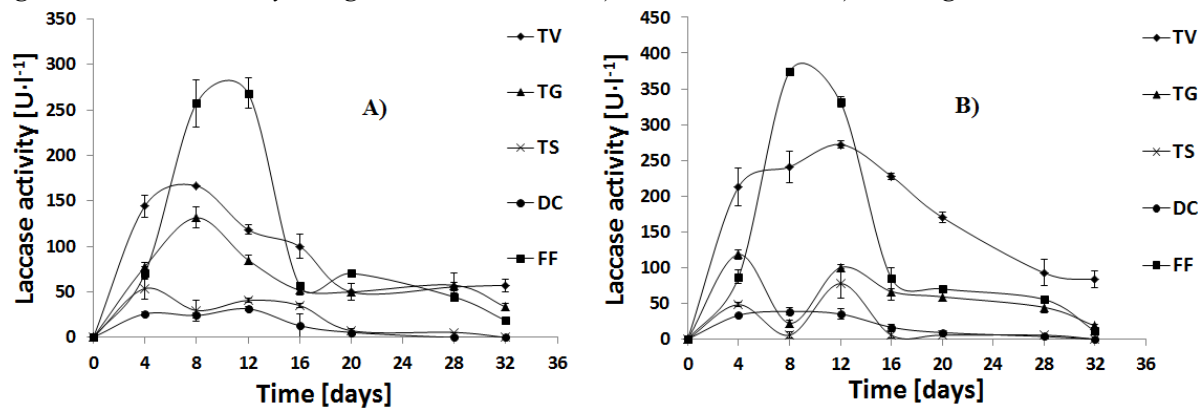 350
300
250
200
150
100
50
0
Laccase activity [U·l⁻¹]
0 4 8 12 16 20 24 28 32 36
Time [days]
A)
TV
TG
TS
DC
FF
450
400
350
300
250
200
150
100
50
0
Laccase activity [U·l⁻¹]
0 4 8 12 16 20 24 28 32 36
Time [days]
B)
TV
TG
TS
DC
FF